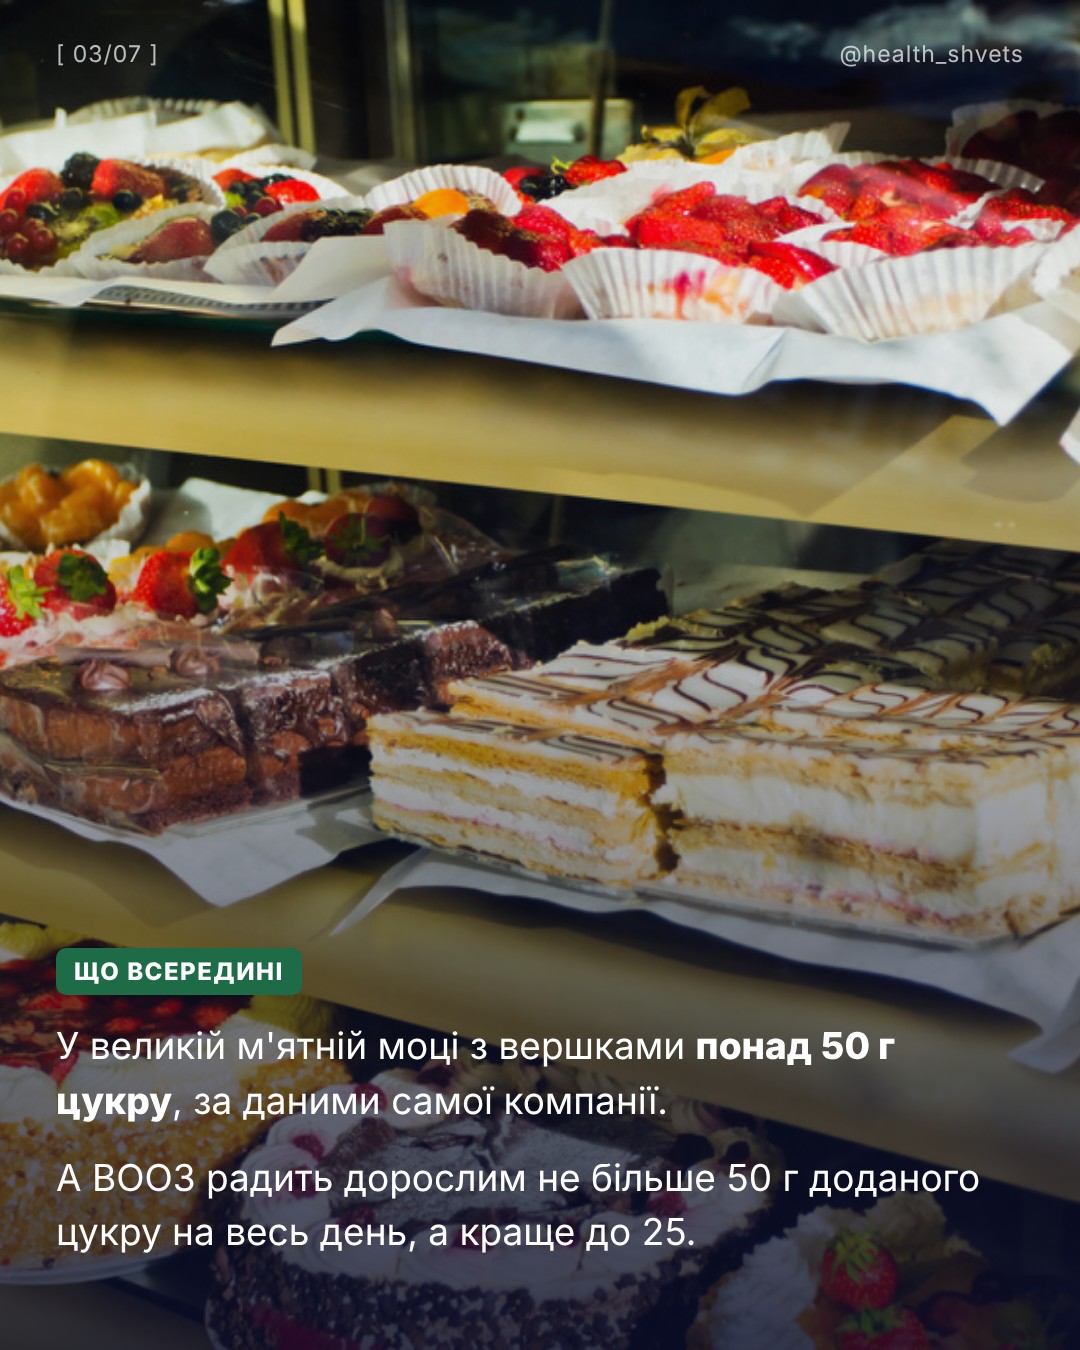 [ 03/07 ]
@health_shvets
ЩО ВСЕРЕДИНІ
У великій м'ятній моці з вершками понад 50 г
цукру, за даними самої компанії.
А ВООЗ радить дорослим не більше 50 г доданого
цукру на весь день, а краще до 25.